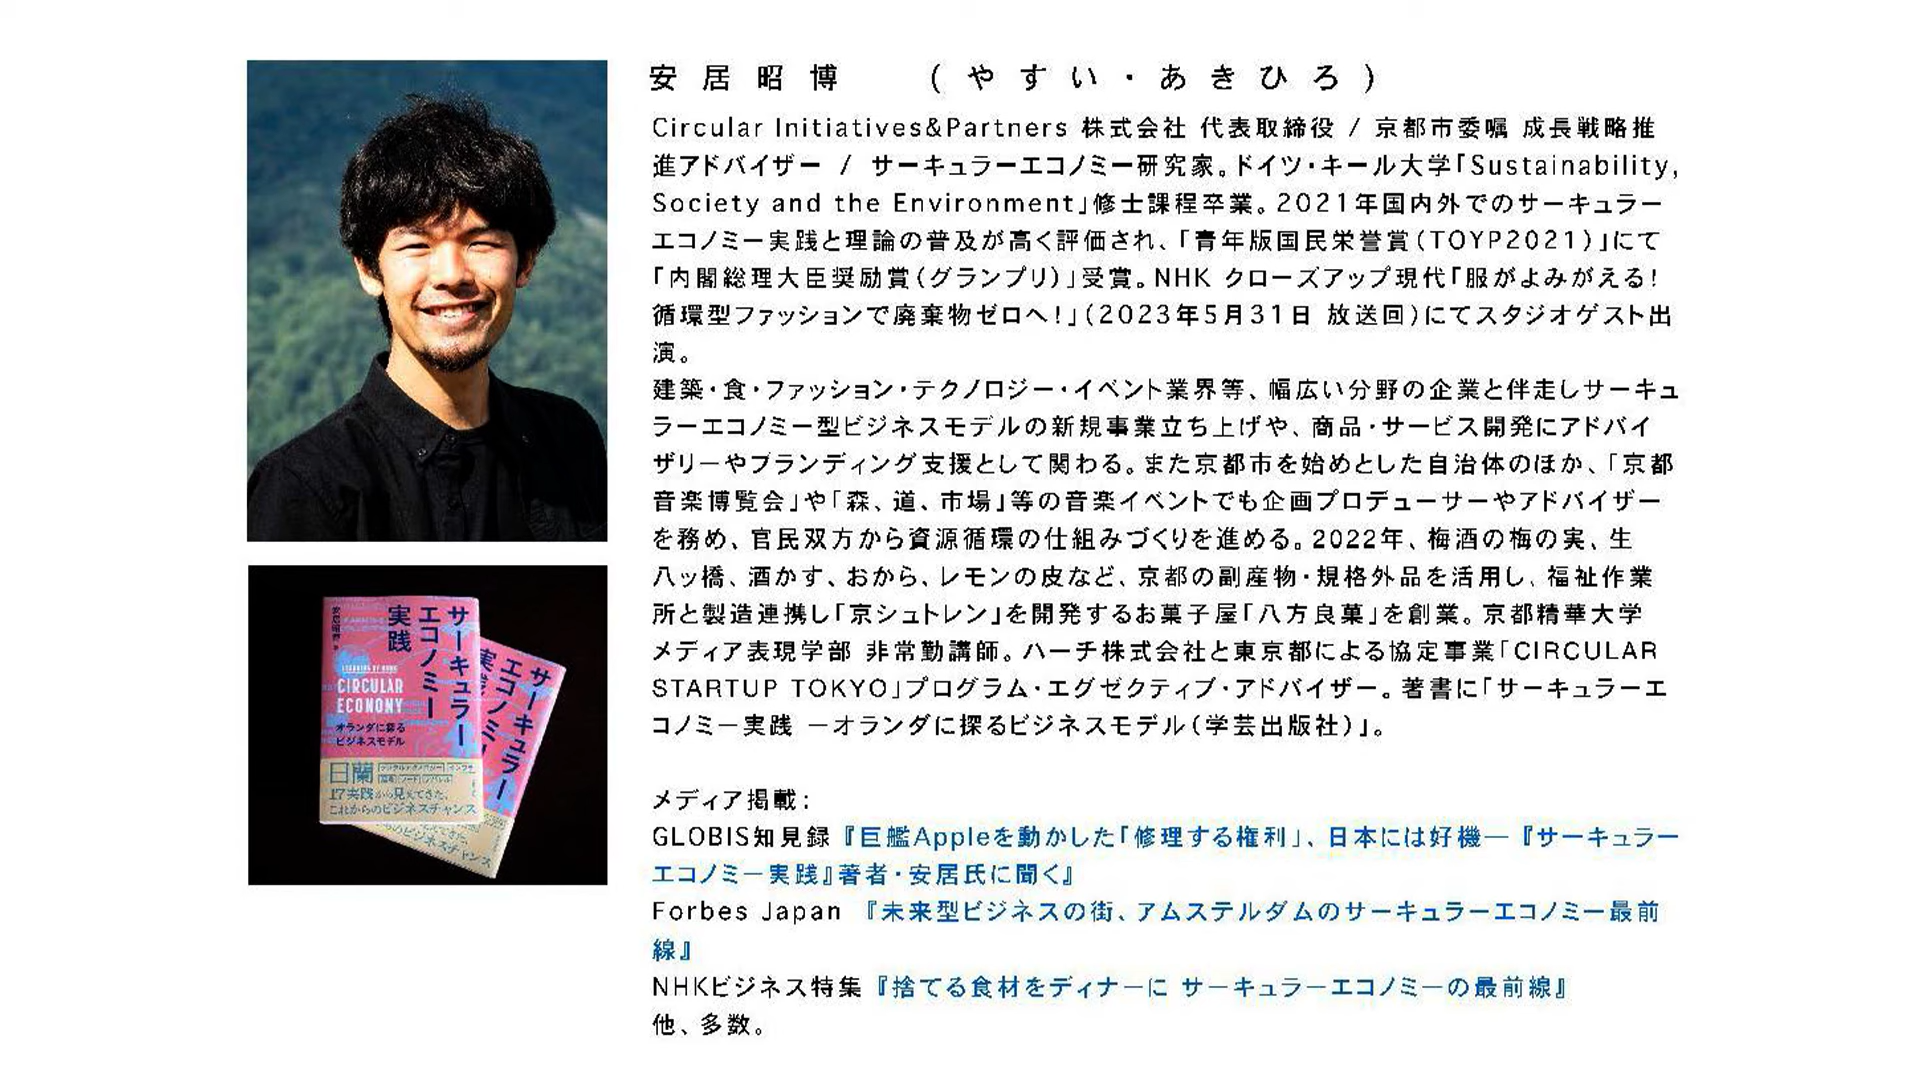 安居昭博　(やすい・あきひろ)
Circular Initiatives&Partners 株式会社 代表取締役 / 京都市委嘱 成長戦略推
進アドバイザー / サーキュラーエコノミー研究家。ドイツ・キール大学「Sustainability,
Society and the Environment」修士課程卒業。2021年国内外でのサーキュラー
エコノミー実践と理論の普及が高く評価され、「青年版国民栄誉賞(TOYP2021)」にて
「内閣総理大臣奨励賞(グランプリ)」受賞。NHK クローズアップ現代「服がよみがえる!
循環型ファッションで廃棄物ゼロへ!」(2023年5月31日 放送回)にてスタジオゲスト出
演。
建築・食・ファッション・テクノロジー・イベント業界等、幅広い分野の企業と伴走しサーキュ
ラーエコノミー型ビジネスモデルの新規事業立ち上げや、商品・サービス開発にアドバイ
ザリーやブランディング支援として関わる。また京都市を始めとした自治体のほか、「京都
音楽博覧会」や「森、道、市場」等の音楽イベントでも企画プロデューサーやアドバイザー
を務め、官民双方から資源循環の仕組みづくりを進める。2022年、梅酒の梅の実、生
八ッ橋、酒かす、おから、レモンの皮など、京都の副産物・規格外品を活用し、福祉作業
所と製造連携し「京シュトレン」を開発するお菓子屋「八方良菓」を創業。京都精華大学
メディア表現学部 非常勤講師。ハーチ株式会社と東京都による協定事業「CIRCULAR
STARTUP TOKYO」プログラム・エグゼクティブ・アドバイザー。著書に「サーキュラーエ
コノミー実践 ーオランダに探るビジネスモデル(学芸出版社)」。
メディア掲載:
GLOBIS知見録『巨艦Appleを動かした「修理する権利」、日本には好機―『サーキュラー
エコノミー実践』著者・安居氏に聞く』
Forbes Japan 『未来型ビジネスの街、アムステルダムのサーキュラーエコノミー最前
線』
NHKビジネス特集『捨てる食材をディナーに サーキュラーエコノミーの最前線』
他、多数。
サーキュラー
エコノミー
実践
安居昭博 著
CIRCULAR
ECONOMY
オランダに探る
ビジネスモデル
日蘭
17実践から見えてきた、
これからのビジネスチャンス
サーキュラー
エコノミー
実践